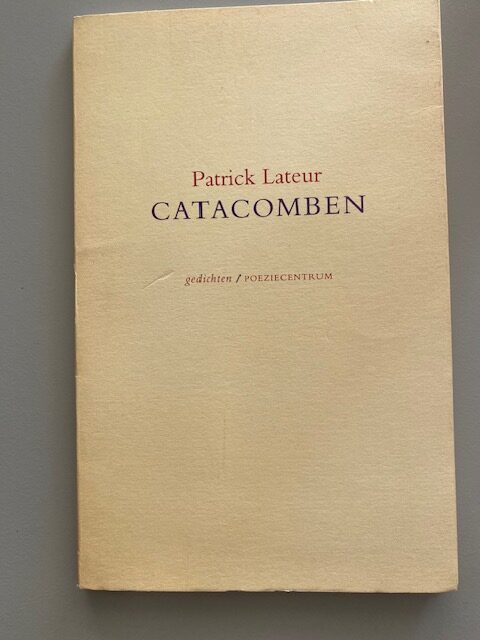 Patrick Lateur
CATACOMBEN
gedichten / POEZIECENTRUM